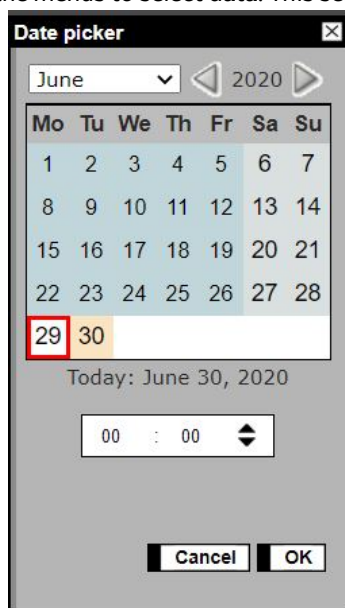 Date picker
June 2020
Mo Tu We Th Fr Sa Su
1 2 3 4 5 6 7
8 9 10 11 12 13 14
15 16 17 18 19 20 21
22 23 24 25 26 27 28
29 30
Today: June 30, 2020
00 : 00
Cancel OK